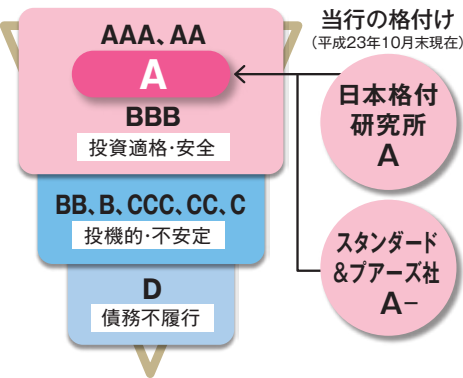 AAA、AA
A
BBB
投資適格・安全
BB、B、CCC、CC、C
投機的・不安定
D
債務不履行
当行の格付け
（平成23年10月末現在）
日本格付
研究所
A
スタンダード
&プアーズ社
A−